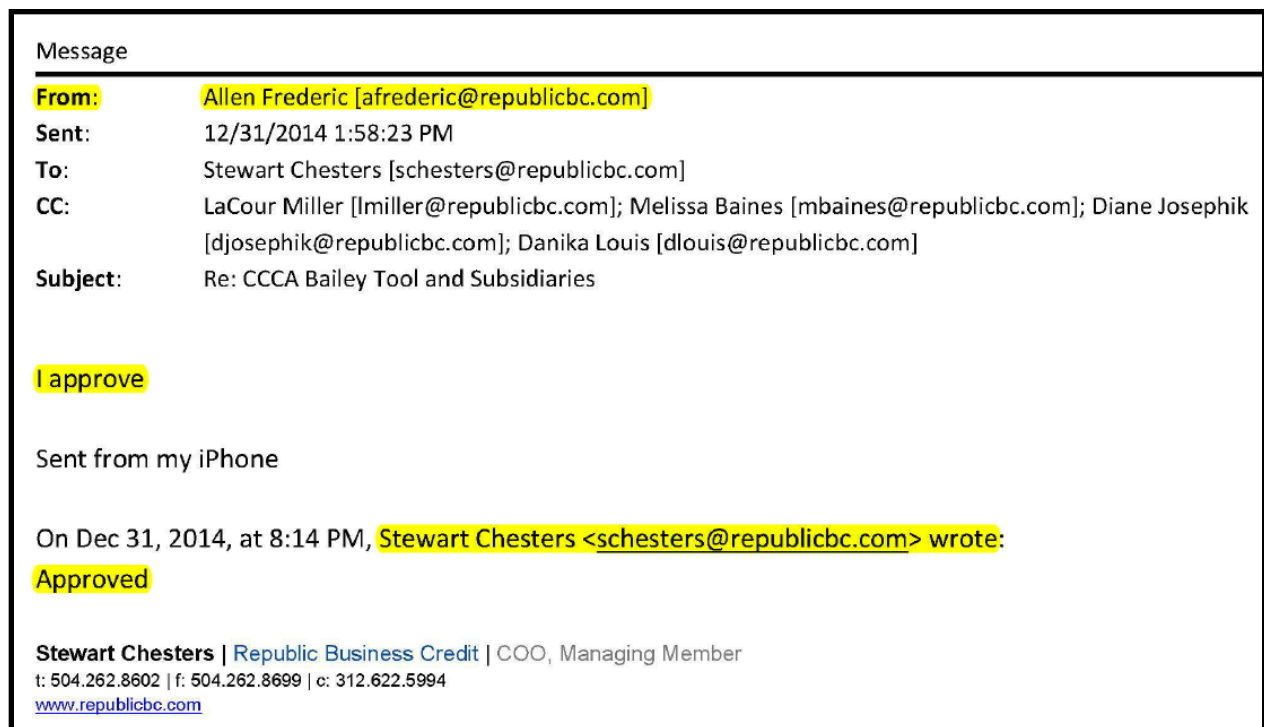 Message
From: Allen Frederic [afrederic@republicbc.com]
Sent: 12/31/2014 1:58:23 PM
To: Stewart Chesters [schesters@republicbc.com]
CC: LaCour Miller [lmiller@republicbc.com]; Melissa Baines [mbaines@republicbc.com]; Diane Josephik
[djosephik@republicbc.com]; Danika Louis [dlouis@republicbc.com]
Subject: Re: CCCA Bailey Tool and Subsidiaries
I approve
Sent from my iPhone
On Dec 31, 2014, at 8:14 PM, Stewart Chesters <schesters@republicbc.com> wrote:
Approved
Stewart Chesters | Republic Business Credit | COO, Managing Member
t: 504.262.8602 | f: 504.262.8699 | c: 312.622.5994
www.republicbc.com